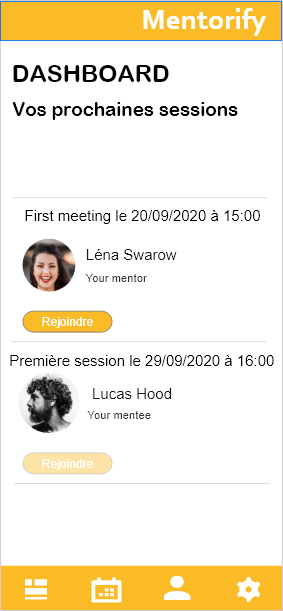 Mentorify
DASHBOARD
Vos prochaines sessions
First meeting le 20/09/2020 à 15:00
Léna Swarow
Your mentor
Rejoindre
Première session le 29/09/2020 à 16:00
Lucas Hood
Your mentee
Rejoindre